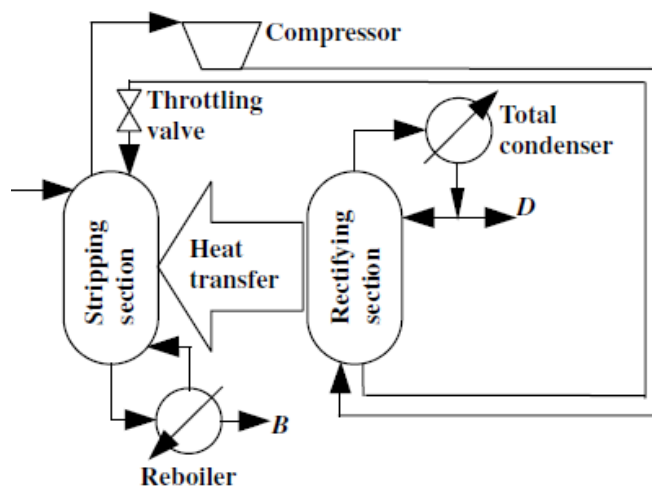 Compressor
Throttling
valve
Total
condenser
D
Stripping
section
Heat
transfer
Rectifying
section
B
Reboiler